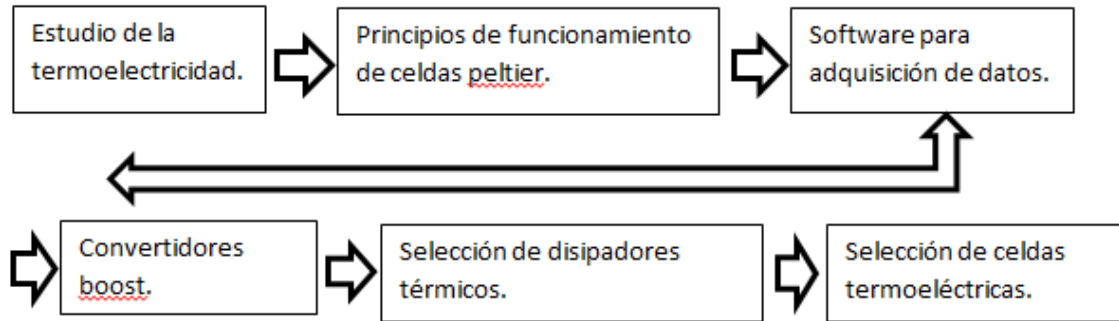 Estudio de la
termoelectricidad.
Principios de funcionamiento
de celdas peltier.
Software para
adquisición de datos.
Convertidores
boost.
Selección de disipadores
térmicos.
Selección de celdas
termoeléctricas.